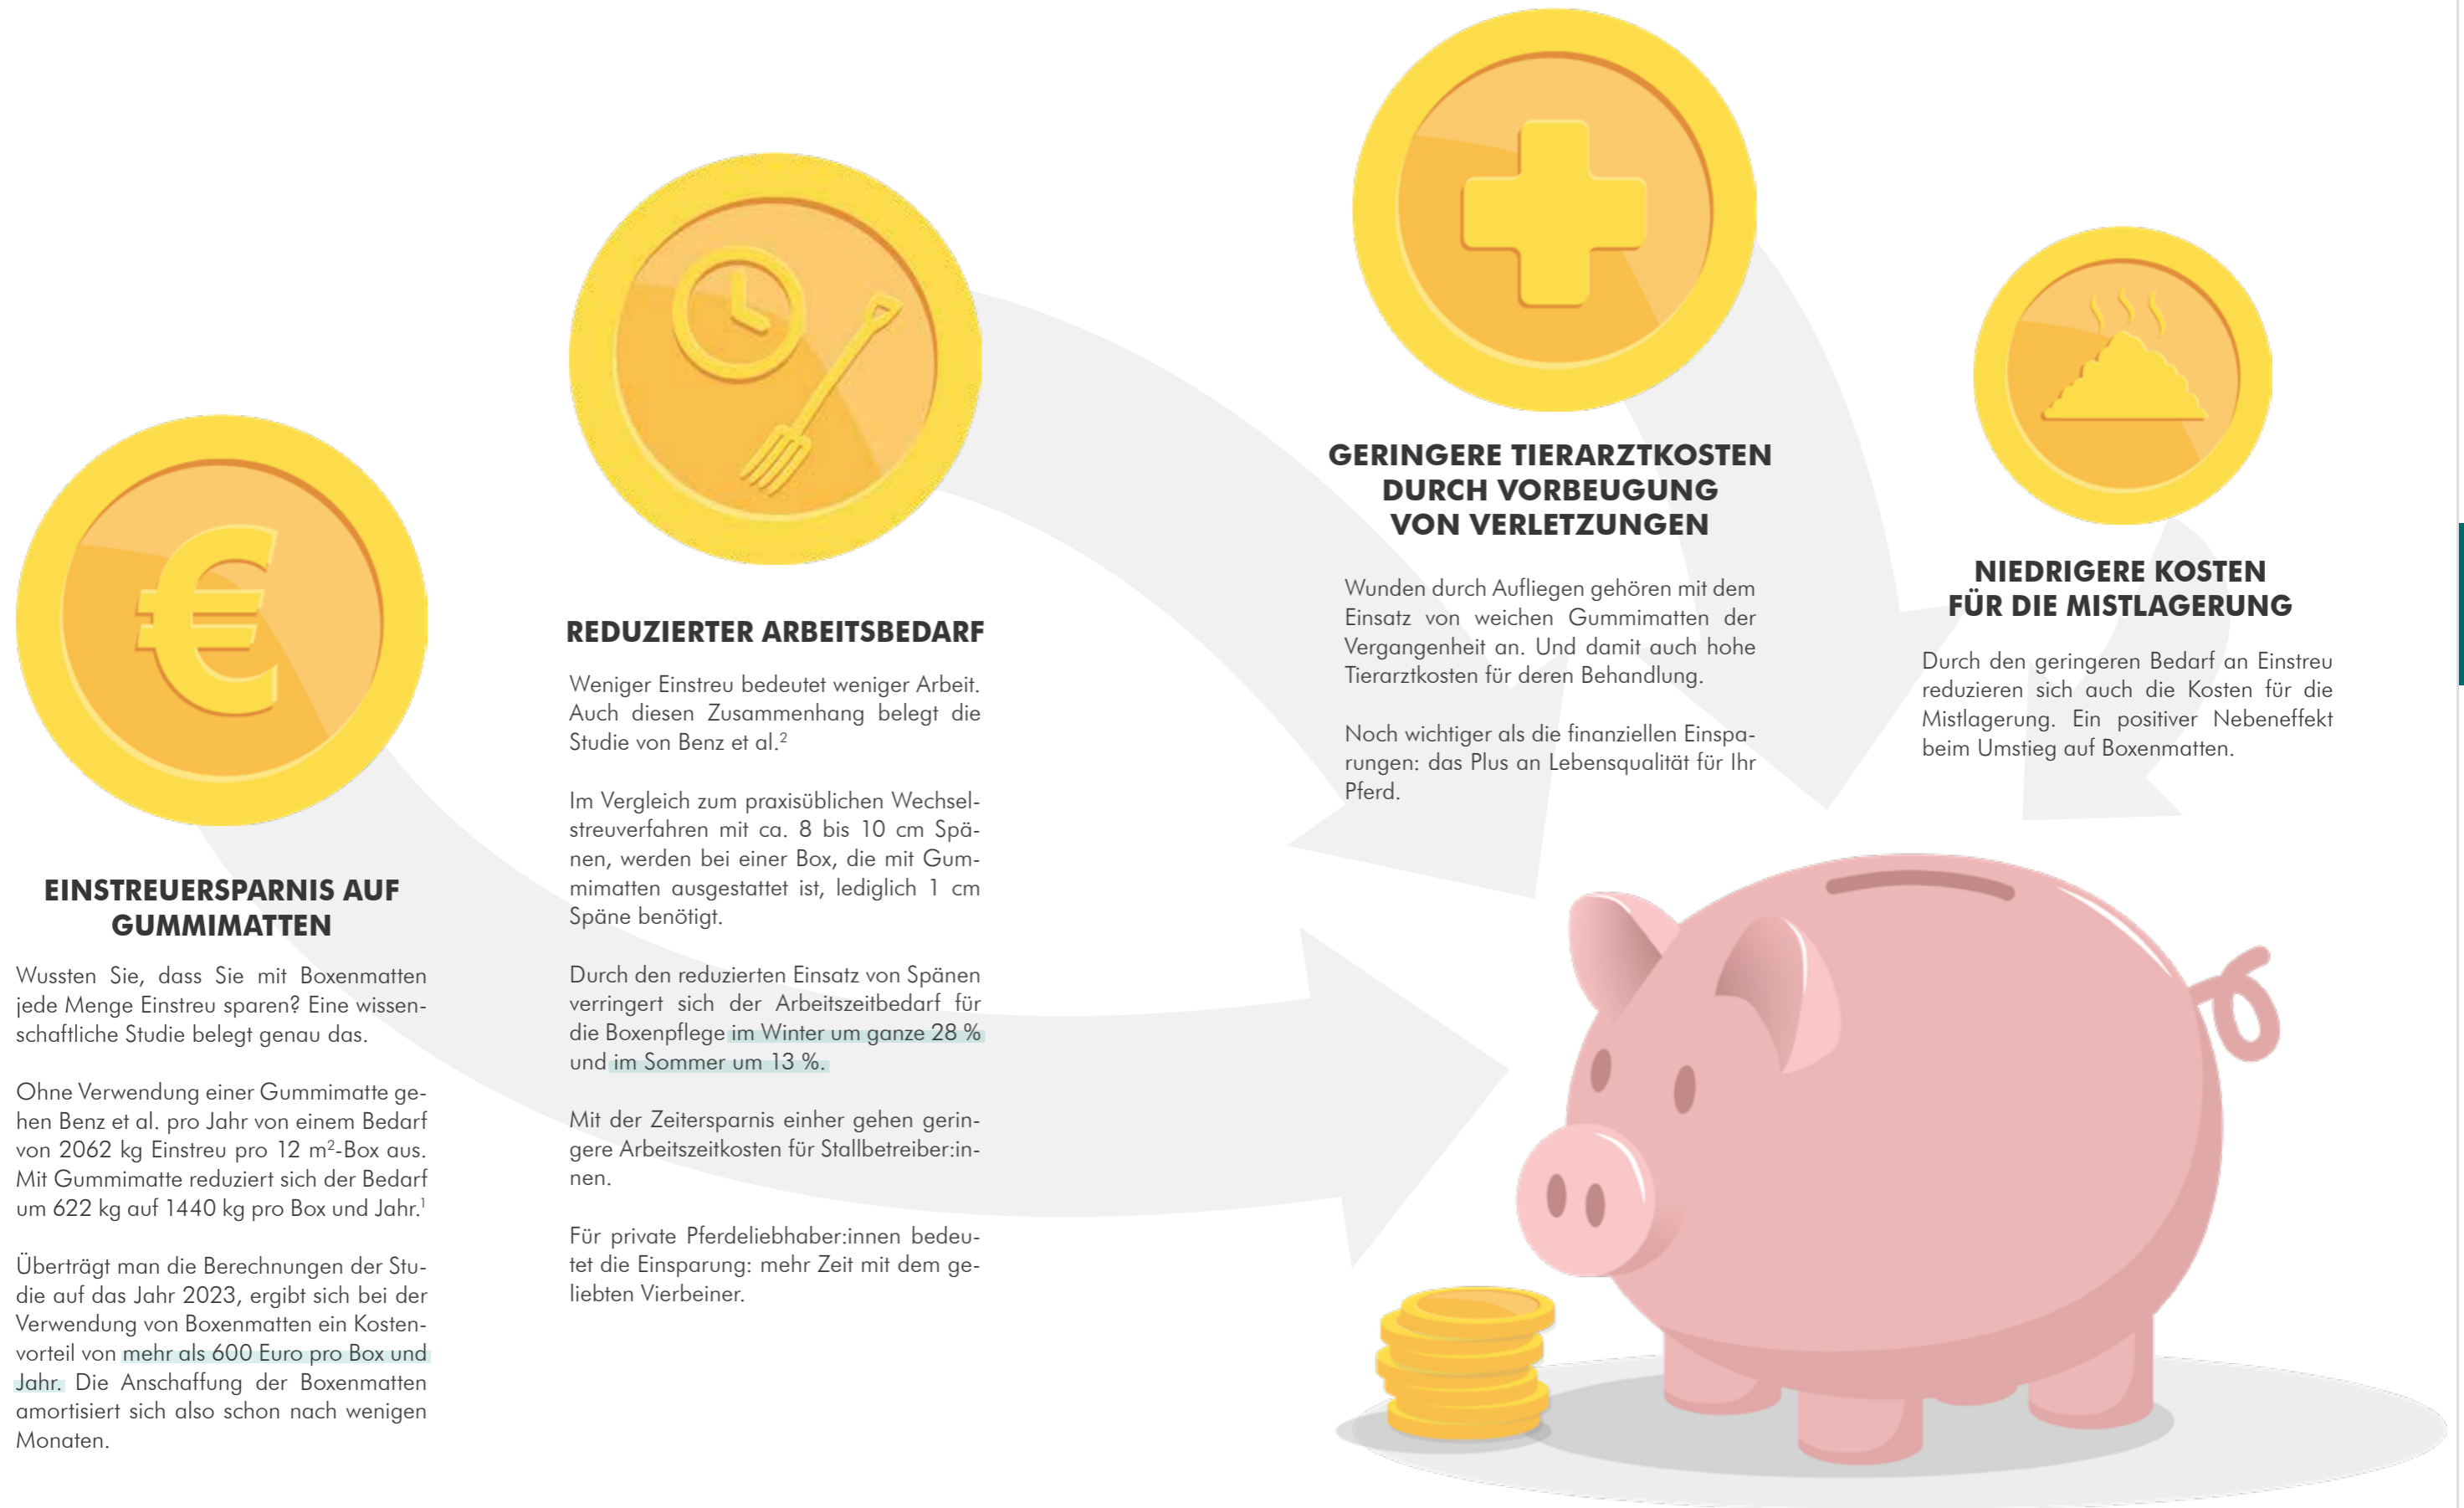 EINSTREUERSPARNIS AUF
GUMMIMATTEN
Wussten Sie, dass Sie mit Boxenmatten
jede Menge Einstreu sparen? Eine wissen-
schaftliche Studie belegt genau das.
Ohne Verwendung einer Gummimatte ge-
hen Benz et al. pro Jahr von einem Bedarf
von 2062 kg Einstreu pro 12 m²-Box aus.
Mit Gummimatte reduziert sich der Bedarf
um 622 kg auf 1440 kg pro Box und Jahr.¹
Überträgt man die Berechnungen der Stu-
die auf das Jahr 2023, ergibt sich bei der
Verwendung von Boxenmatten ein Kosten-
vorteil von mehr als 600 Euro pro Box und
Jahr. Die Anschaffung der Boxenmatten
amortisiert sich also schon nach wenigen
Monaten.
REDUZIERTER ARBEITSBEDARF
Weniger Einstreu bedeutet weniger Arbeit.
Auch diesen Zusammenhang belegt die
Studie von Benz et al.²
Im Vergleich zum praxisüblichen Wechsel-
streuverfahren mit ca. 8 bis 10 cm Spä-
nen, werden bei einer Box, die mit Gum-
mimatten ausgestattet ist, lediglich 1 cm
Späne benötigt.
Durch den reduzierten Einsatz von Spänen
verringert sich der Arbeitszeitbedarf für
die Boxenpflege im Winter um ganze 28 %
und im Sommer um 13 %.
Mit der Zeitersparnis einher gehen gerin-
gere Arbeitszeitkosten für Stallbetreiber:in-
nen.
Für private Pferdeliebhaber:innen bedeu-
tet die Einsparung: mehr Zeit mit dem ge-
liebten Vierbeiner.
GERINGERE TIERARZTKOSTEN
DURCH VORBEUGUNG
VON VERLETZUNGEN
Wunden durch Aufliegen gehören mit dem
Einsatz von weichen Gummimatten der
Vergangenheit an. Und damit auch hohe
Tierarztkosten für deren Behandlung.
Noch wichtiger als die finanziellen Einspa-
rungen: das Plus an Lebensqualität für Ihr
Pferd.
NIEDRIGERE KOSTEN
FÜR DIE MISTLAGERUNG
Durch den geringeren Bedarf an Einstreu
reduzieren sich auch die Kosten für die
Mistlagerung. Ein positiver Nebeneffekt
beim Umstieg auf Boxenmatten.